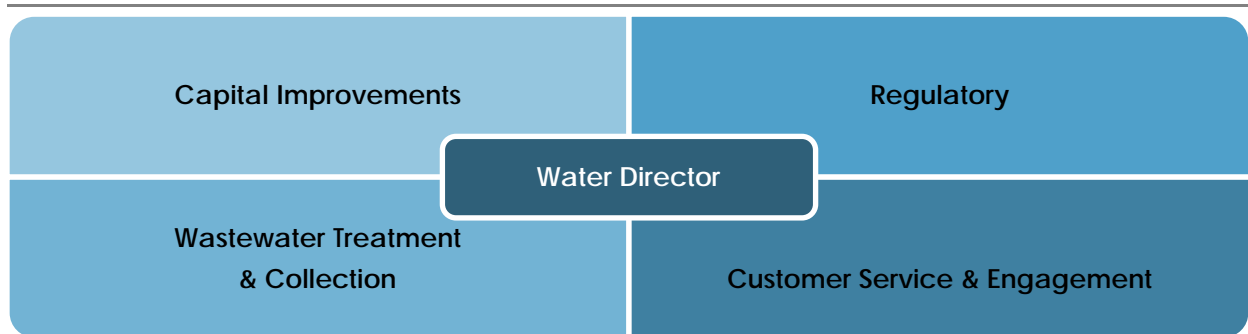 Capital Improvements
Regulatory
Water Director
Wastewater Treatment
& Collection
Customer Service & Engagement